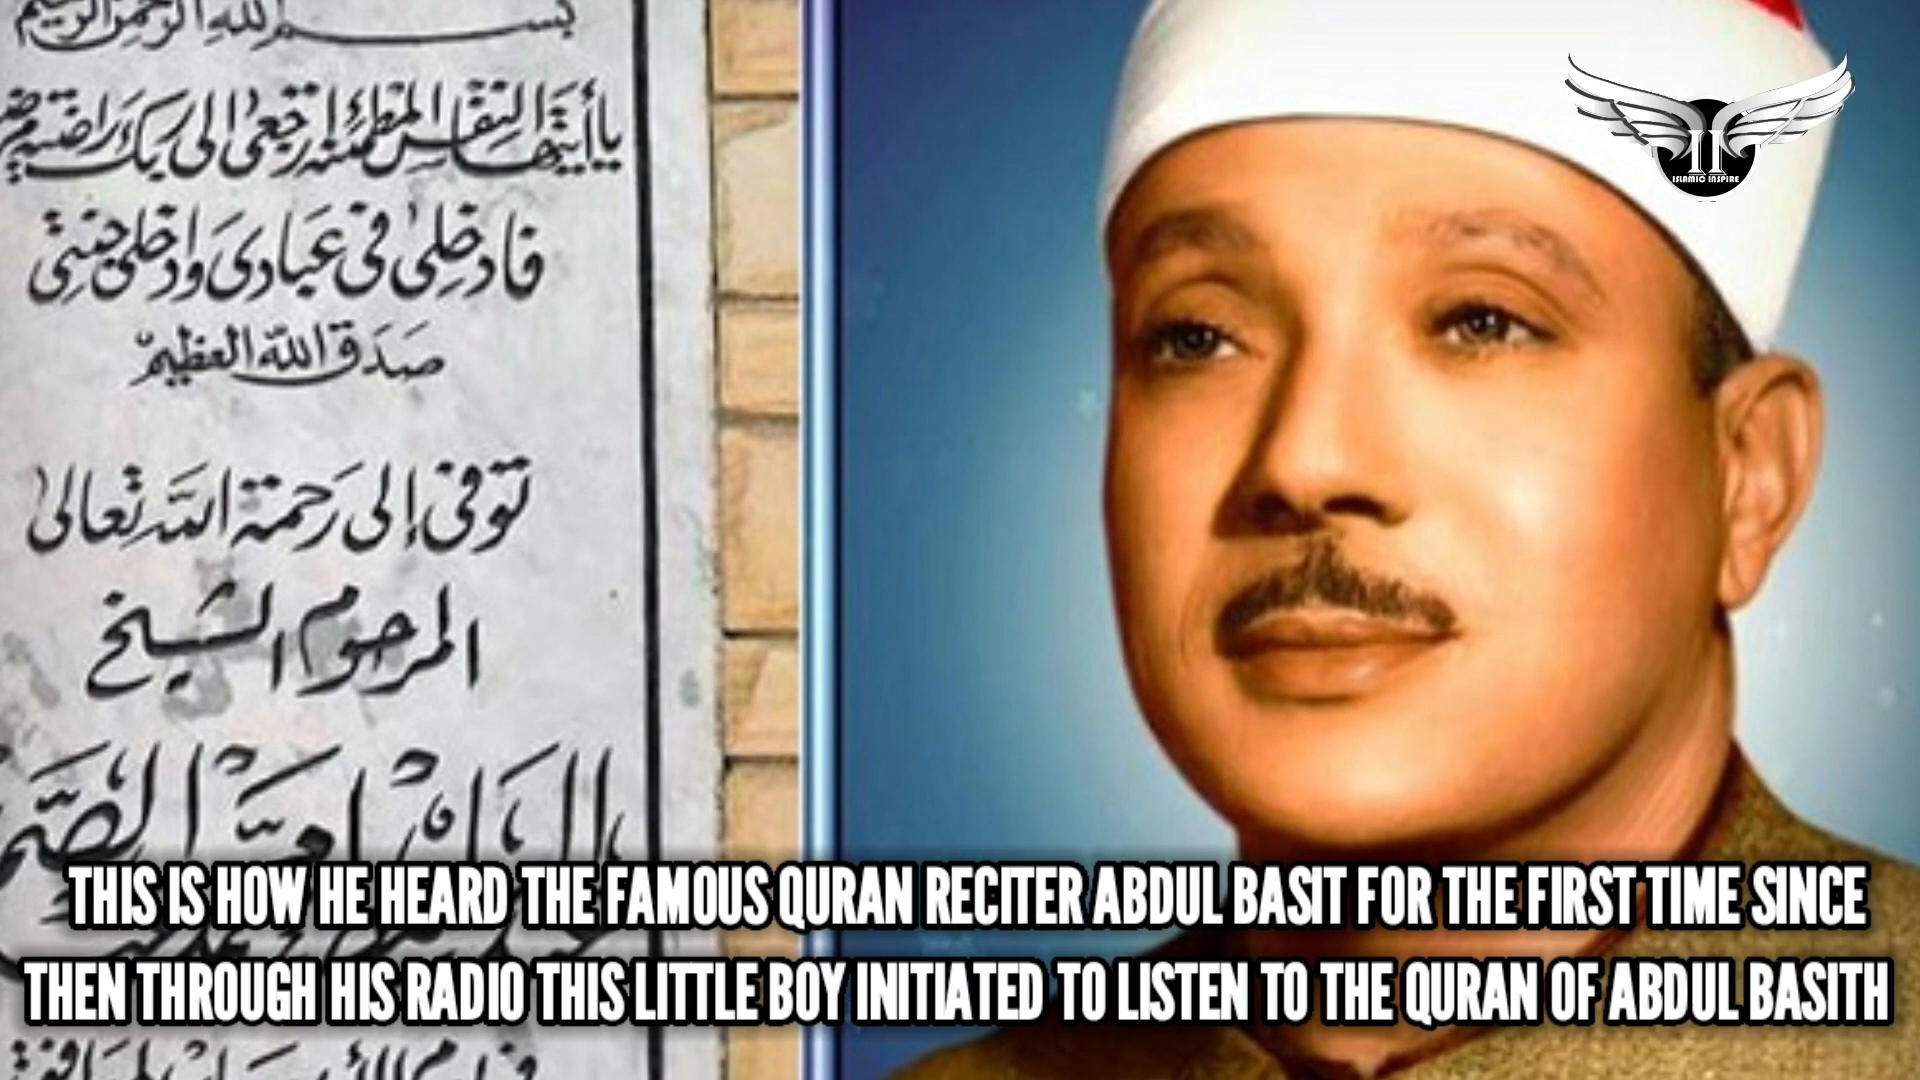 بسم الله الرحمن الرحيم
يا أيتها النفس المطمئنة ارجعي الى ربك راضية
فادخلي في عبادي وادخلي جنتي
صدق الله العظيم
توفى إلى رحمة الله تعالى
المرحوم الشيخ
II
ISLAMIC INSPIRE
THIS IS HOW HE HEARD THE FAMOUS QURAN RECITER ABDUL BASIT FOR THE FIRST TIME SINCE
THEN THROUGH HIS RADIO THIS LITTLE BOY INITIATED TO LISTEN TO THE QURAN OF ABDUL BASITH